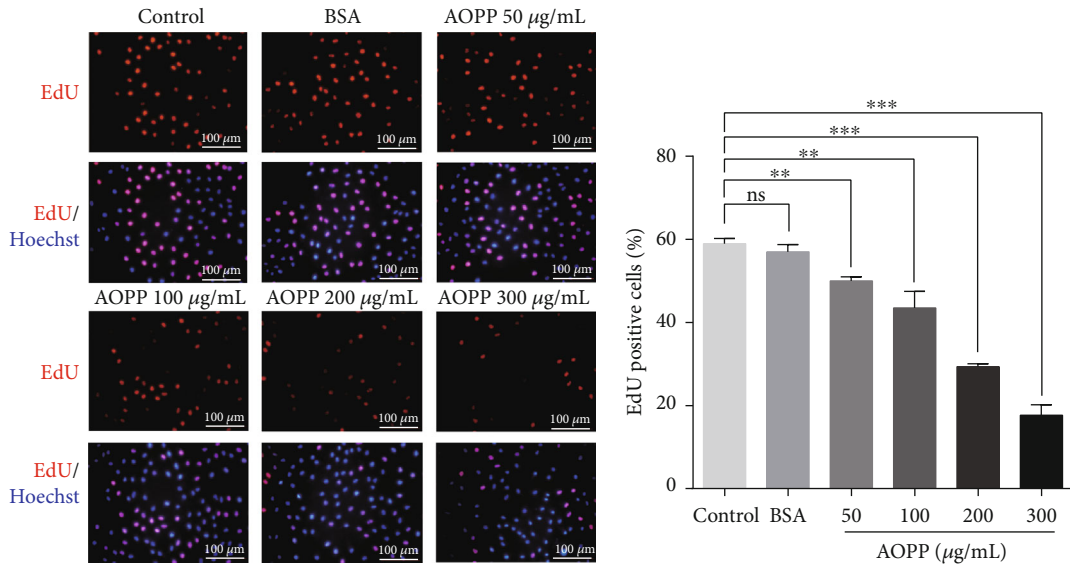 Control BSA AOPP 50 μg/mL
EdU
100 μm 100 μm 100 μm
EdU/
Hoechst
100 μm 100 μm 100 μm
AOPP 100 μg/mL AOPP 200 μg/mL AOPP 300 μg/mL
EdU
100 μm 100 μm 100 μm
EdU/
Hoechst
100 μm 100 μm 100 μm
***
***
**
**
ns
EdU positive cells (%)
80
60
40
20
0
Control BSA 50 100 200 300
AOPP (μg/mL)